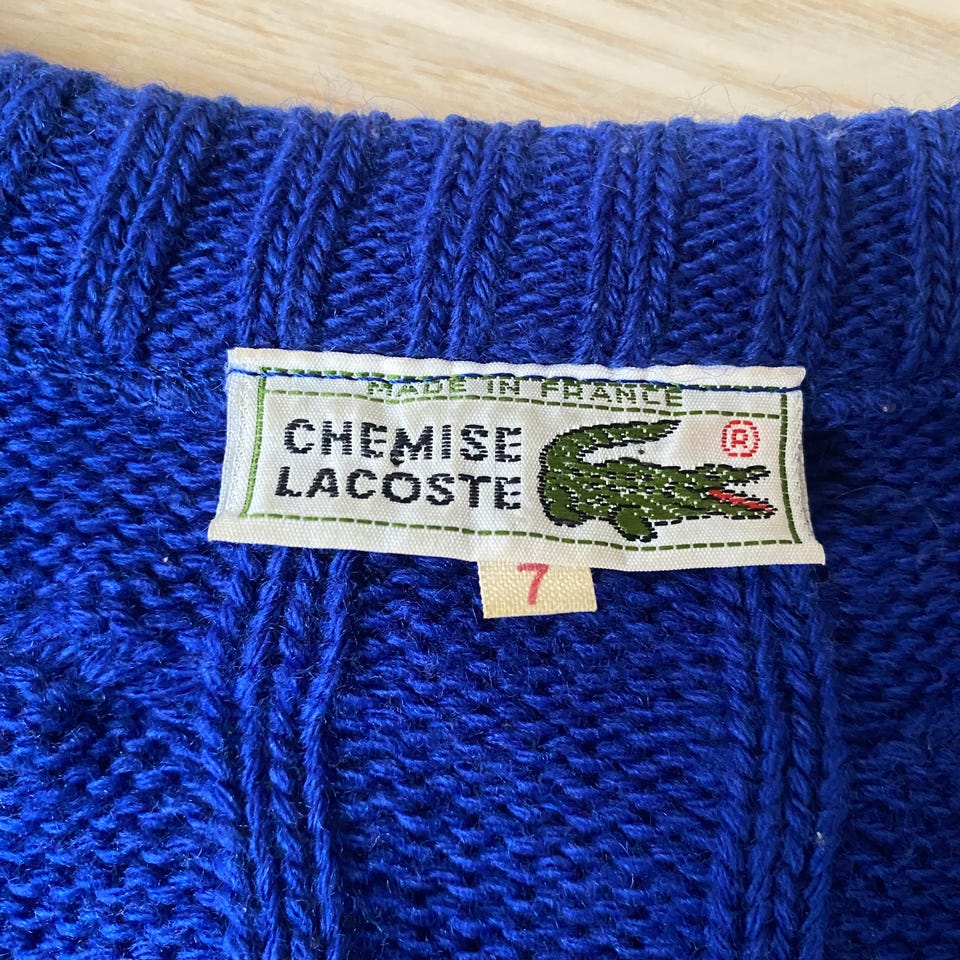 MADE IN FRANCE
CHEMISE
LACOSTE
®
7